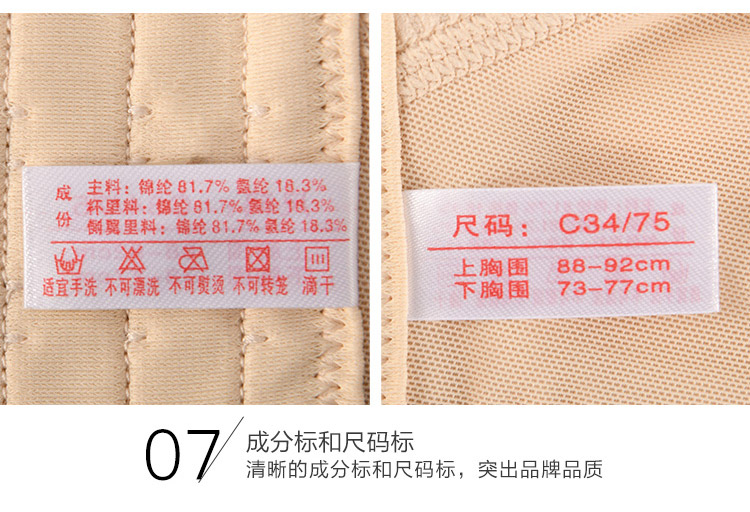 成份
主料：锦纶 81.7% 氨纶 18.3%
杯里料：锦纶 81.7% 氨纶 18.3%
侧翼里料：锦纶 81.7% 氨纶 18.3%
适宜手洗 不可漂洗 不可熨烫 不可转笼 滴干
尺码： C34/75
上胸围 88-92cm
下胸围 73-77cm
07
成分标和尺码标
清晰的成分标和尺码标，突出品牌品质